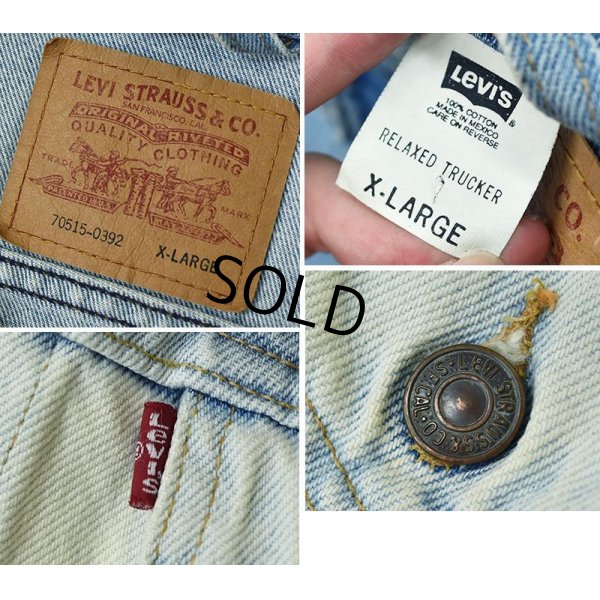 LEVI STRAUSS & CO.
SAN FRANCISCO, CAL.
ORIGINAL RIVETED
QUALITY CLOTHING
TRADE MARK
70515-0392 X-LARGE
LEVI'S
®
100% COTTON
MADE IN MEXICO
CARE ON REVERSE
RELAXED TRUCKER
X-LARGE
CO.
SOLD
LEVI'S
®
LEVI STRAUSS & CO
S.F. CAL.